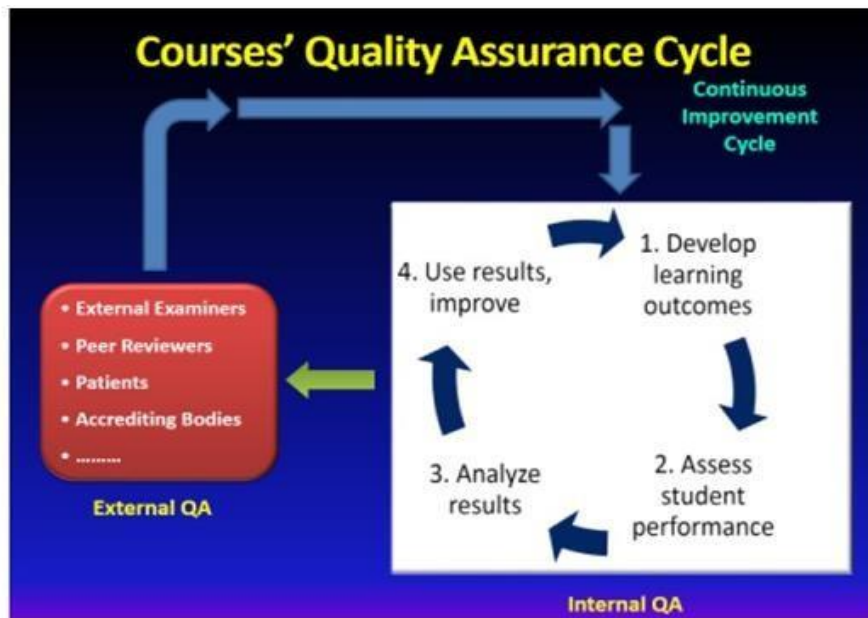 Courses’ Quality Assurance Cycle
Continuous
Improvement
Cycle
1. Develop
learning
outcomes
2. Assess
student
performance
3. Analyze
results
4. Use results,
improve
Internal QA
• External Examiners
• Peer Reviewers
• Patients
• Accrediting Bodies
• .........
External QA